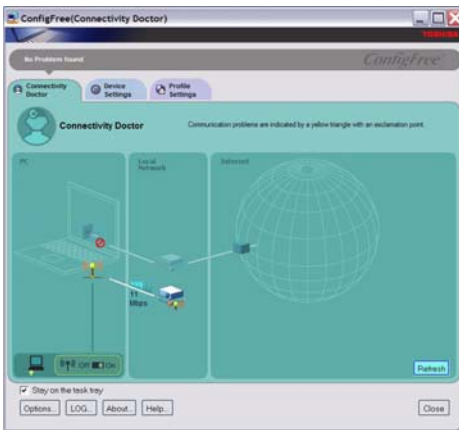 ConfigFree(Connectivity Doctor)
TOSHIBA
No Problem found
ConfigFree
Connectivity Doctor
Device Settings
Profile Settings
Connectivity Doctor
Communication problems are indicated by a yellow triangle with an exclamation point.
PC
Local Network
Internet
11 Mbps
Off
On
Refresh
Stay on the task tray
Options...
LOG...
About...
Help...
Close